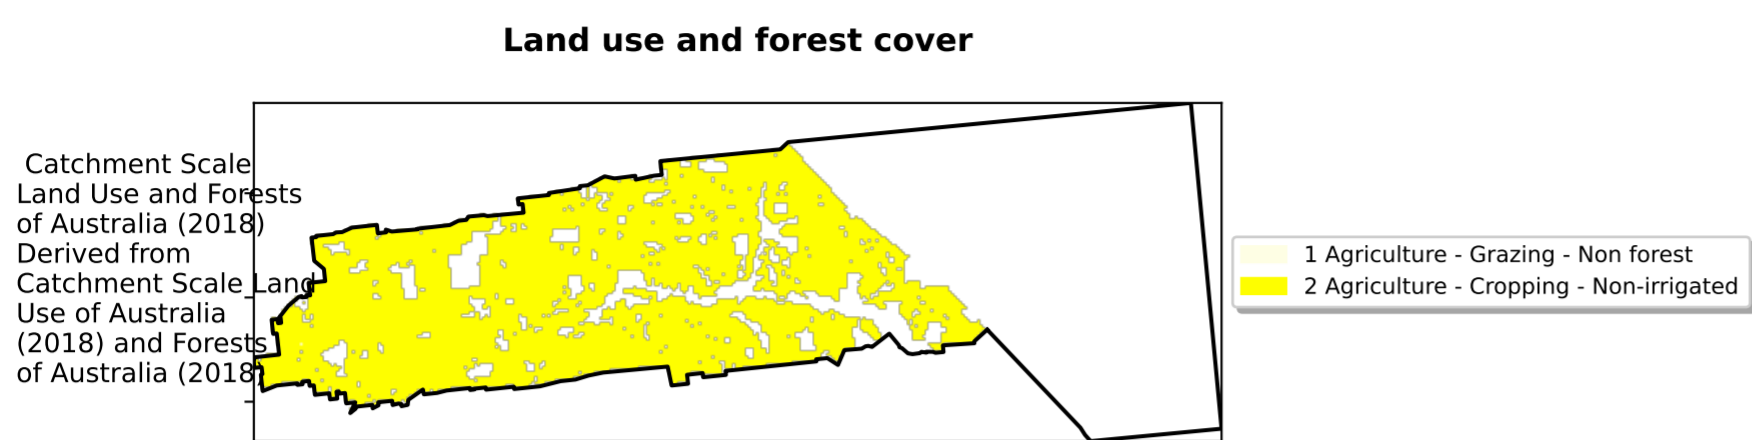 Land use and forest cover
Catchment Scale
Land Use and Forests
of Australia (2018)
Derived from
Catchment Scale Land
Use of Australia
(2018) and Forests
of Australia (2018)
1 Agriculture - Grazing - Non forest
2 Agriculture - Cropping - Non-irrigated